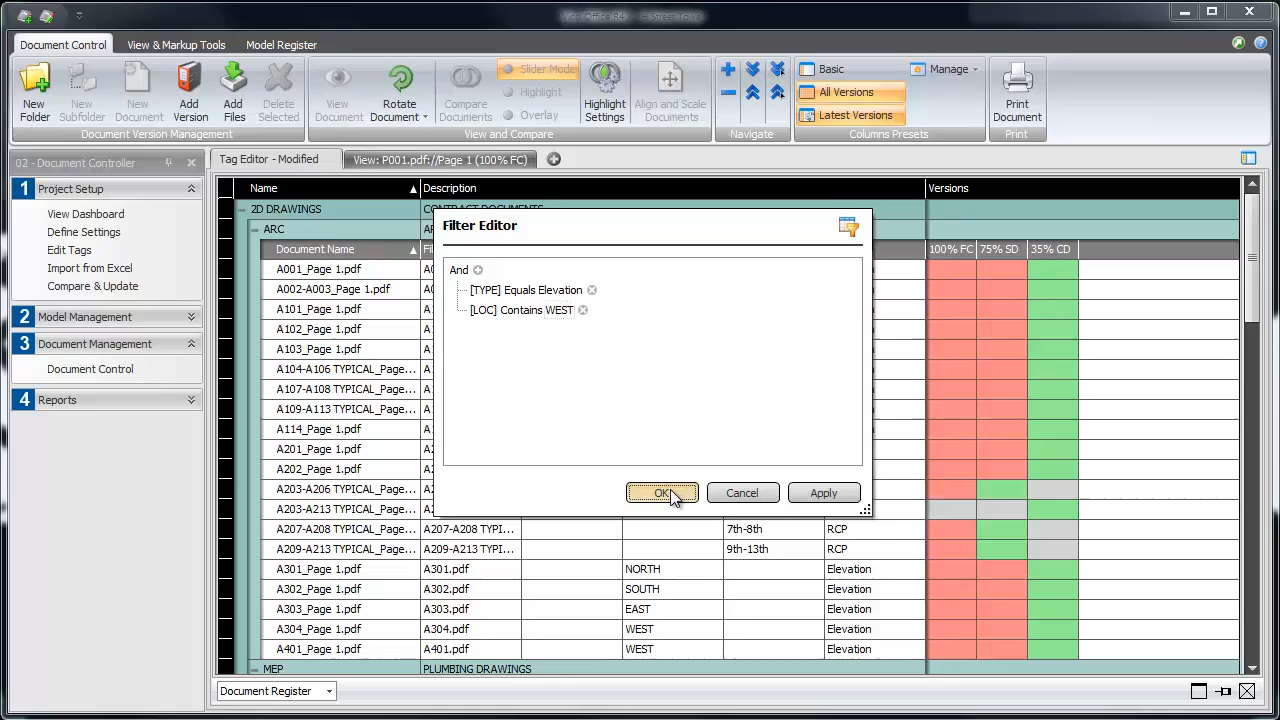 Vico Office R4 - H Street Tower
Document Control
View & Markup Tools
Model Register
New Folder
New Subfolder
New Document
Add Version
Add Files
Delete Selected
View Document
Rotate Document
Compare Documents
Slider Mode
Highlight
Overlay
Highlight Settings
Align and Scale Documents
Basic
Manage
All Versions
Latest Versions
Print Document
Document Version Management
View and Compare
Navigate
Columns Presets
Print
02 - Document Controller
Tag Editor - Modified
View: P001.pdf://Page 1 (100% FC)
1 Project Setup
View Dashboard
Define Settings
Edit Tags
Import from Excel
Compare & Update
2 Model Management
3 Document Management
Document Control
4 Reports
Name Description Versions
2D DRAWINGS CONTRACT DOCUMENTS
ARC
Document Name 100% FC 75% SD 35% CD
A001_Page 1.pdf
A002-A003_Page 1.pdf
A101_Page 1.pdf
A102_Page 1.pdf
A103_Page 1.pdf
A104-A106 TYPICAL_Page...
A107-A108 TYPICAL_Page...
A109-A113 TYPICAL_Page...
A114_Page 1.pdf
A201_Page 1.pdf
A202_Page 1.pdf
A203-A206 TYPICAL_Page...
A203-A213 TYPICAL_Page...
A207-A208 TYPICAL_Page... A207-A208 TYPI... 7th-8th RCP
A209-A213 TYPICAL_Page... A209-A213 TYPI... 9th-13th RCP
A301_Page 1.pdf A301.pdf NORTH Elevation
A302_Page 1.pdf A302.pdf SOUTH Elevation
A303_Page 1.pdf A303.pdf EAST Elevation
A304_Page 1.pdf A304.pdf WEST Elevation
A401_Page 1.pdf A401.pdf WEST Elevation
MEP PLUMBING DRAWINGS
Filter Editor
And
[TYPE] Equals Elevation
[LOC] Contains WEST
OK
Cancel
Apply
Document Register